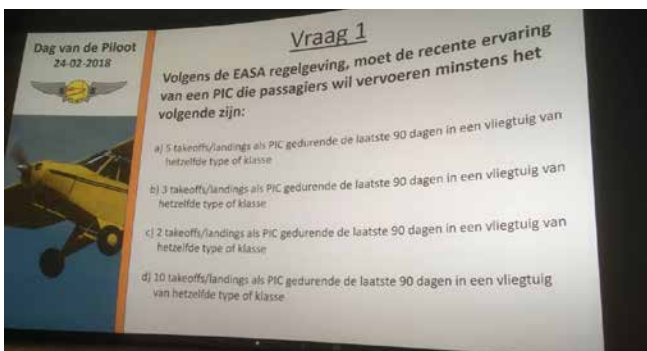 Dag van de Piloot
24-02-2018
Vraag 1
Volgens de EASA regelgeving, moet de recente ervaring
van een PIC die passagiers wil vervoeren minstens het
volgende zijn:
a) 5 takeoffs/landings als PIC gedurende de laatste 90 dagen in een vliegtuig van
hetzelfde type of klasse
b) 3 takeoffs/landings als PIC gedurende de laatste 90 dagen in een vliegtuig van
hetzelfde type of klasse
c) 2 takeoffs/landings als PIC gedurende de laatste 90 dagen in een vliegtuig van
hetzelfde type of klasse
d) 10 takeoffs/landings als PIC gedurende de laatste 90 dagen in een vliegtuig
van hetzelfde type of klasse